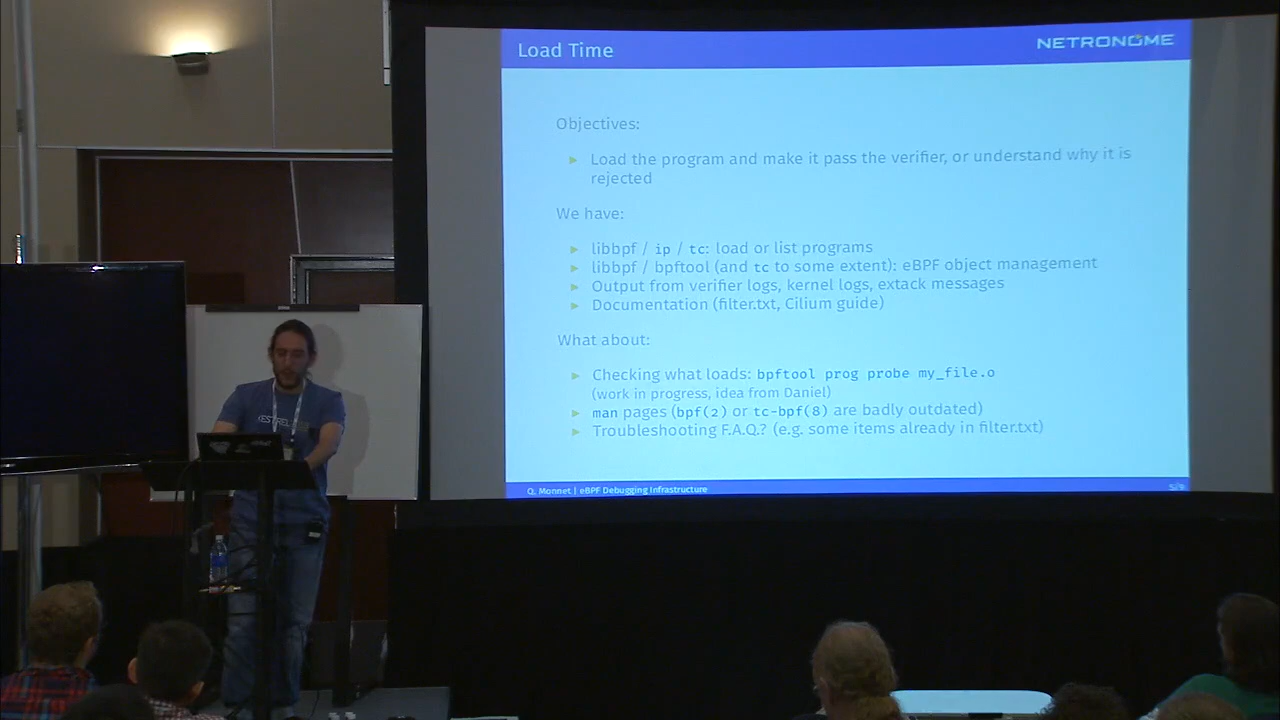 Load Time
NETRONOME
Objectives:
Load the program and make it pass the verifier, or understand why it is
rejected
We have:
libbpf / ip / tc: load or list programs
libbpf / bpftool (and tc to some extent): eBPF object management
Output from verifier logs, kernel logs, extack messages
Documentation (filter.txt, Cilium guide)
What about:
Checking what loads: bpftool prog probe my_file.o
(work in progress, idea from Daniel)
man pages (bpf(2) or tc-bpf(8) are badly outdated)
Troubleshooting F.A.Q.? (e.g. some items already in filter.txt)
Q. Monnet | eBPF Debugging Infrastructure
5/9